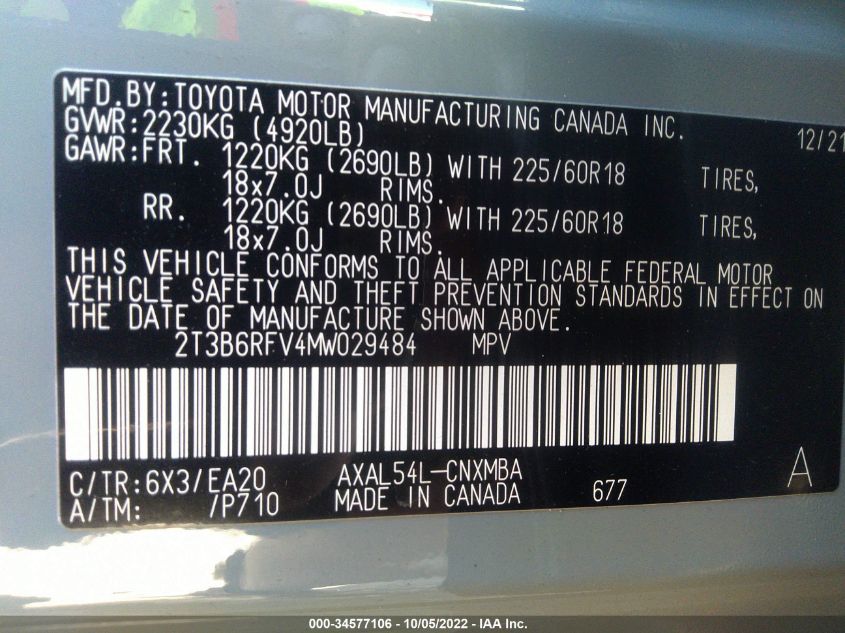 MFD.BY:TOYOTA MOTOR MANUFACTURING CANADA INC. 12/21
GVWR:2230KG (4920LB)
GAWR:FRT. 1220KG (2690LB) WITH 225/60R18 TIRES,
18x7.0J RIMS.
RR. 1220KG (2690LB) WITH 225/60R18 TIRES,
18x7.0J RIMS.
THIS VEHICLE CONFORMS TO ALL APPLICABLE FEDERAL MOTOR
VEHICLE SAFETY AND THEFT PREVENTION STANDARDS IN EFFECT ON
THE DATE OF MANUFACTURE SHOWN ABOVE.
2T3B6RFV4MW029484 MPV
C/TR:6X3/EA20 AXAL54L-CNXMBA A
A/TM: /P710 MADE IN CANADA 677
000-34577106 - 10/05/2022 - IAA Inc.